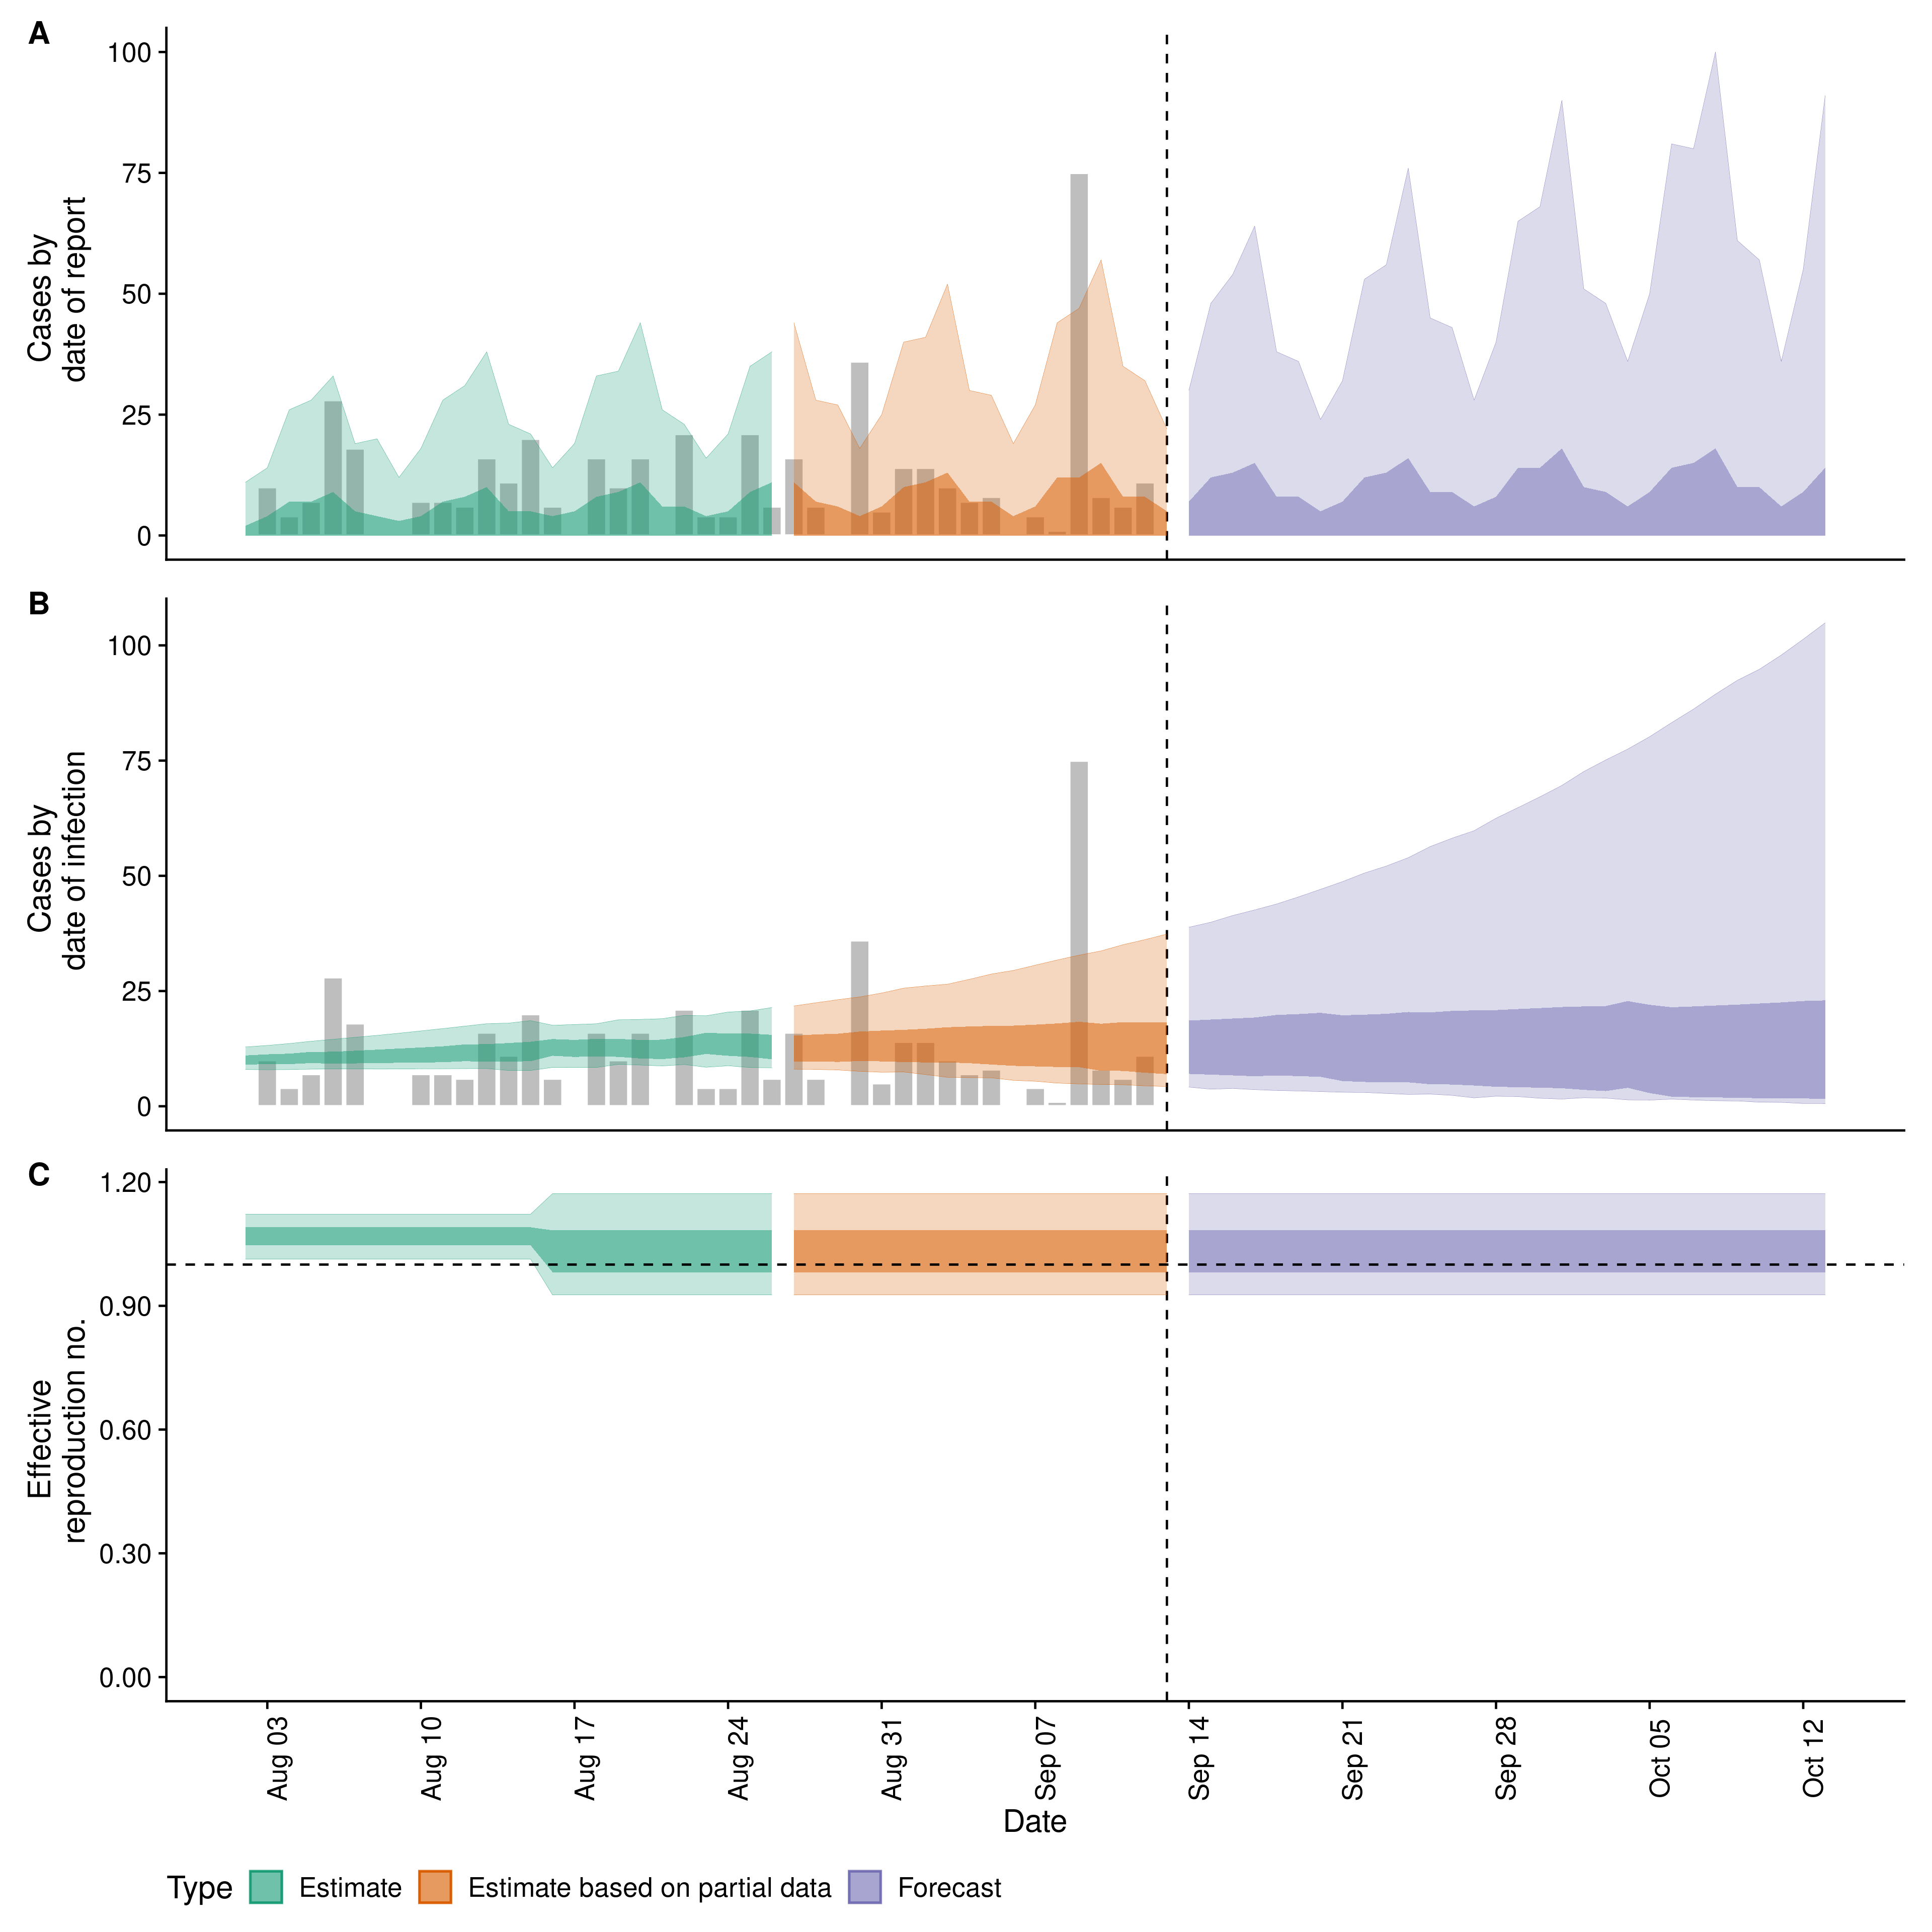 A
100
75
50
25
0
Cases by
date of report
B
100
75
50
25
0
Cases by
date of infection
C
1.20
0.90
0.60
0.30
0.00
Effective
reproduction no.
Aug 03
Aug 10
Aug 17
Aug 24
Aug 31
Sep 07
Sep 14
Sep 21
Sep 28
Oct 05
Oct 12
Date
Type Estimate Estimate based on partial data Forecast